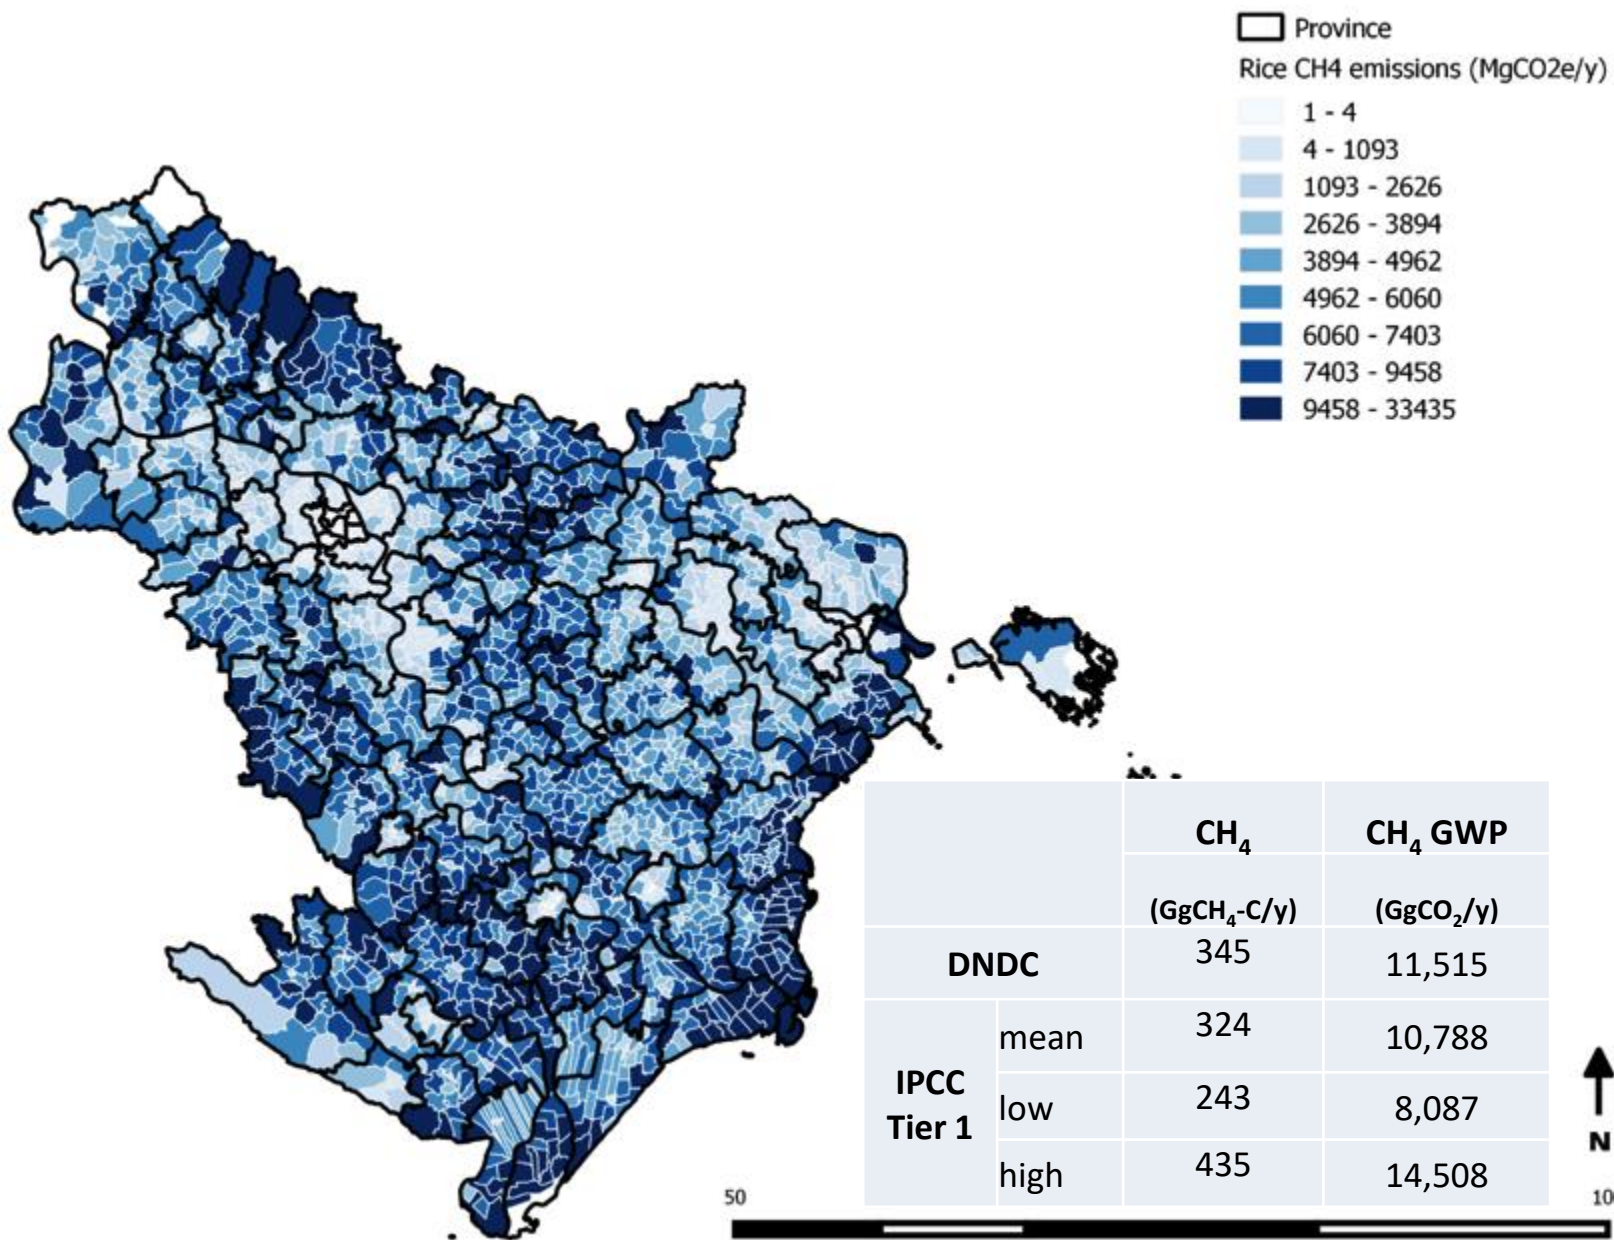 Province
Rice CH4 emissions (MgCO2e/y)
1 - 4
4 - 1093
1093 - 2626
2626 - 3894
3894 - 4962
4962 - 6060
6060 - 7403
7403 - 9458
9458 - 33435
CH₄ CH₄ GWP
(GgCH₄-C/y) (GgCO₂/y)
DNDC 345 11,515
IPCC Tier 1
mean 324 10,788
low 243 8,087
high 435 14,508
N
50 10